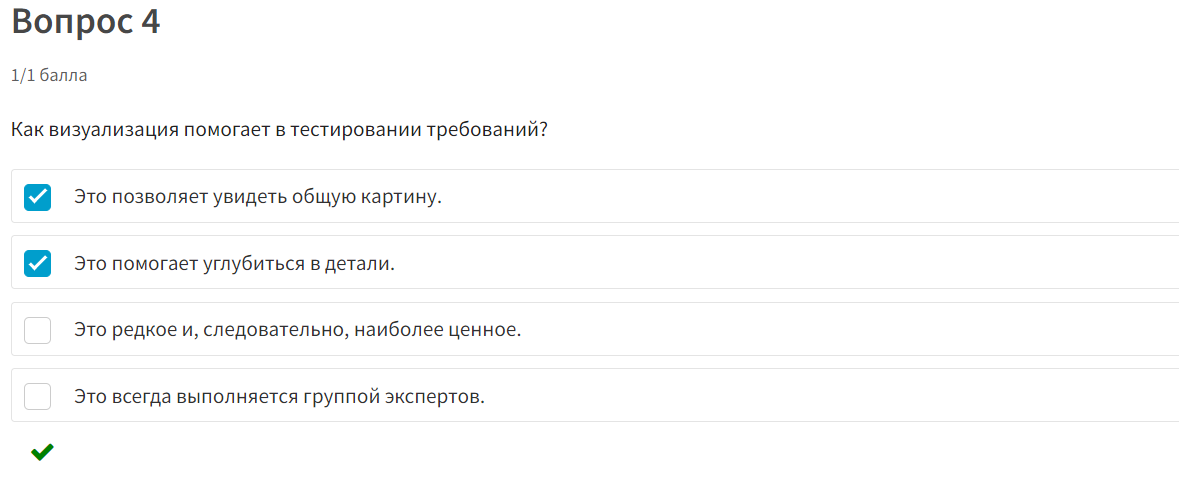 Вопрос 4
1/1 балла
Как визуализация помогает в тестировании требований?
Это позволяет увидеть общую картину.
Это помогает углубиться в детали.
Это редкое и, следовательно, наиболее ценное.
Это всегда выполняется группой экспертов.